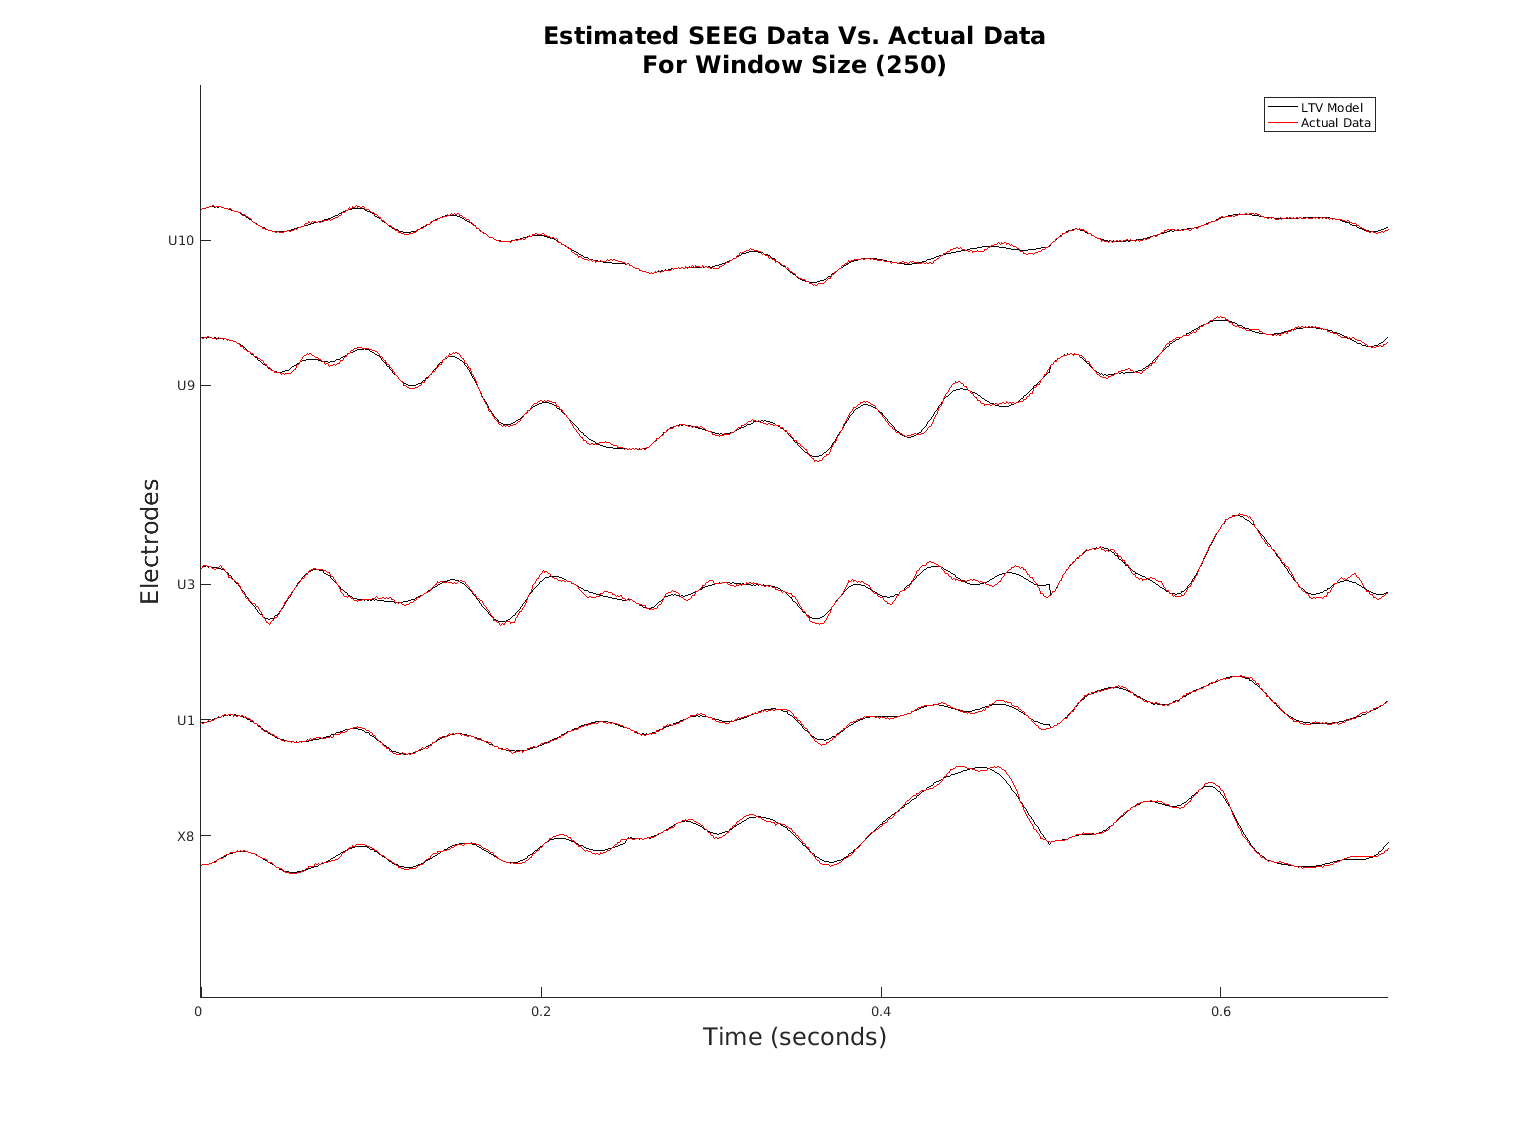 Estimated SEEG Data Vs. Actual Data
For Window Size (250)
LTV Model
Actual Data
Electrodes
U10
U9
U3
U1
X8
0
0.2
0.4
0.6
Time (seconds)